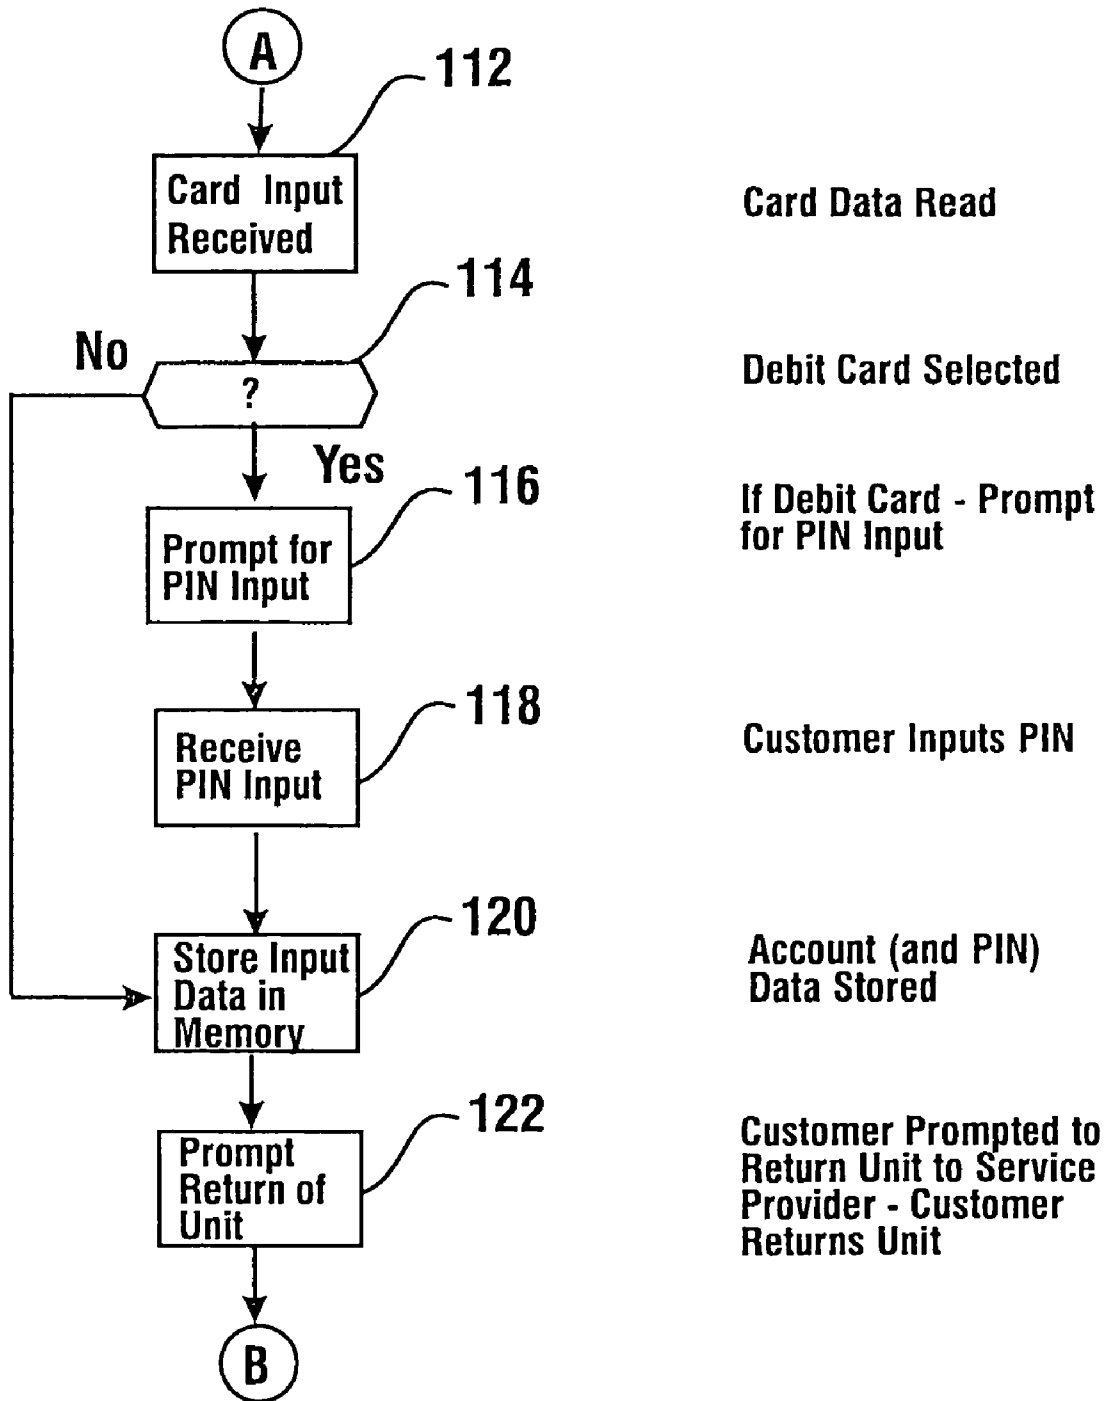 A
112
Card Input
Received
Card Data Read
114
No
?
Debit Card Selected
Yes
116
Prompt for
PIN Input
If Debit Card - Prompt
for PIN Input
118
Receive
PIN Input
Customer Inputs PIN
120
Store Input
Data in
Memory
Account (and PIN)
Data Stored
122
Prompt
Return of
Unit
Customer Prompted to
Return Unit to Service
Provider - Customer
Returns Unit
B